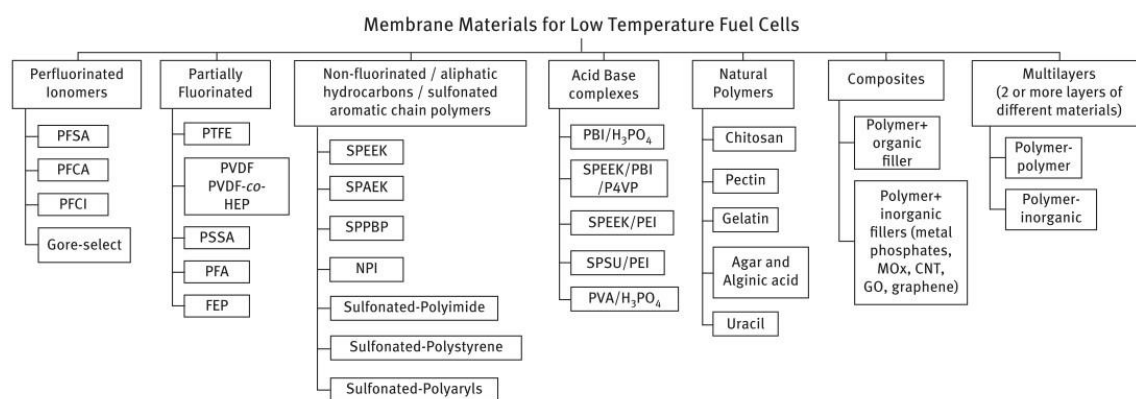 Membrane Materials for Low Temperature Fuel Cells
Perfluorinated
Ionomers
PFSA
PFCA
PFCI
Gore-select
Partially
Fluorinated
PTFE
PVDF
PVDF-co-
HEP
PSSA
PFA
FEP
Non-fluorinated / aliphatic
hydrocarbons / sulfonated
aromatic chain polymers
SPEEK
SPAEK
SPPBP
NPI
Sulfonated-Polyimide
Sulfonated-Polystyrene
Sulfonated-Polyaryls
Acid Base
complexes
PBI/H₃PO₄
SPEEK/PBI
/P4VP
SPEEK/PEI
SPSU/PEI
PVA/H₃PO₄
Natural
Polymers
Chitosan
Pectin
Gelatin
Agar and
Alginic acid
Uracil
Composites
Polymer+
organic
filler
Polymer+
inorganic
fillers (metal
phosphates,
MOx, CNT,
GO, graphene)
Multilayers
(2 or more layers of
different materials)
Polymer-
polymer
Polymer-
inorganic